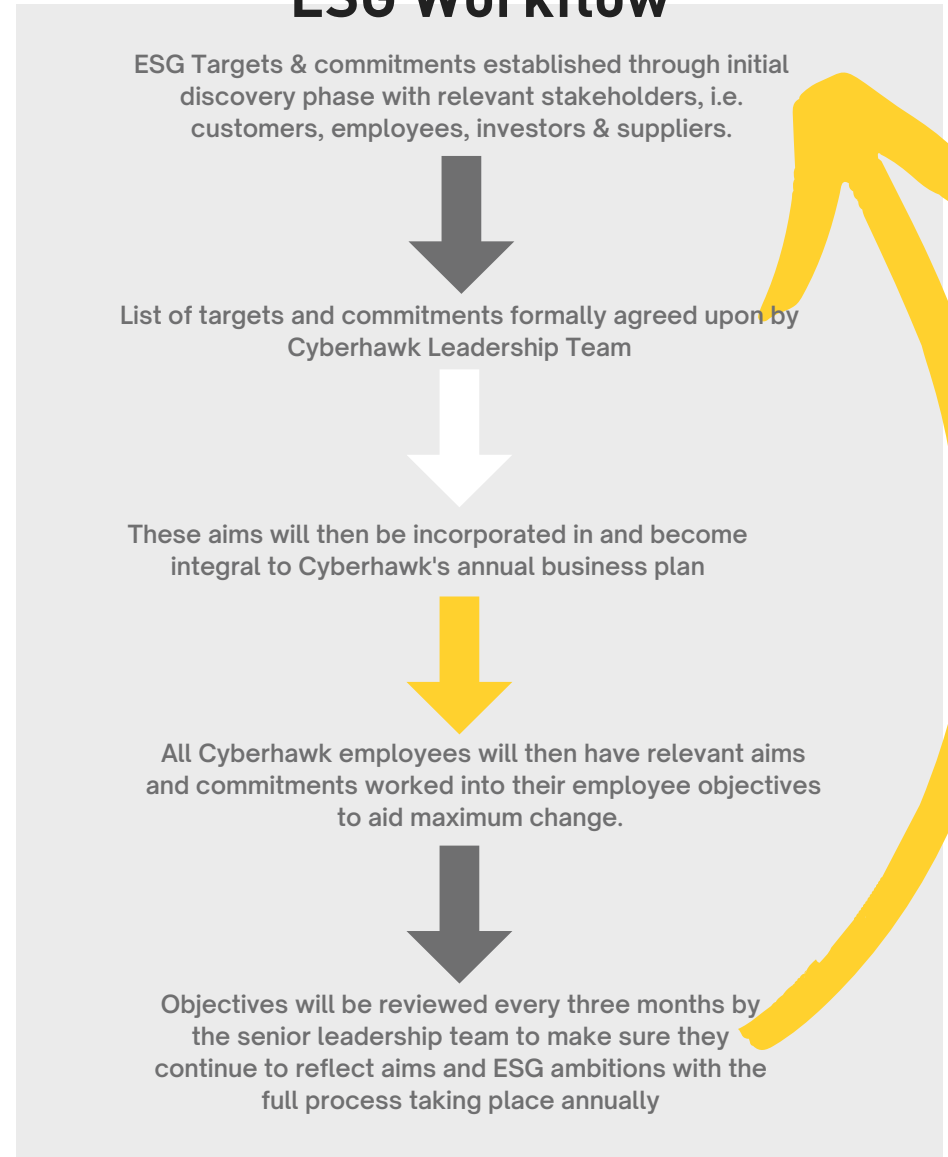 ESG Workflow
ESG Targets & commitments established through initial
discovery phase with relevant stakeholders, i.e.
customers, employees, investors & suppliers.
List of targets and commitments formally agreed upon by
Cyberhawk Leadership Team
These aims will then be incorporated in and become
integral to Cyberhawk's annual business plan
All Cyberhawk employees will then have relevant aims
and commitments worked into their employee objectives
to aid maximum change.
Objectives will be reviewed every three months by
the senior leadership team to make sure they
continue to reflect aims and ESG ambitions with the
full process taking place annually